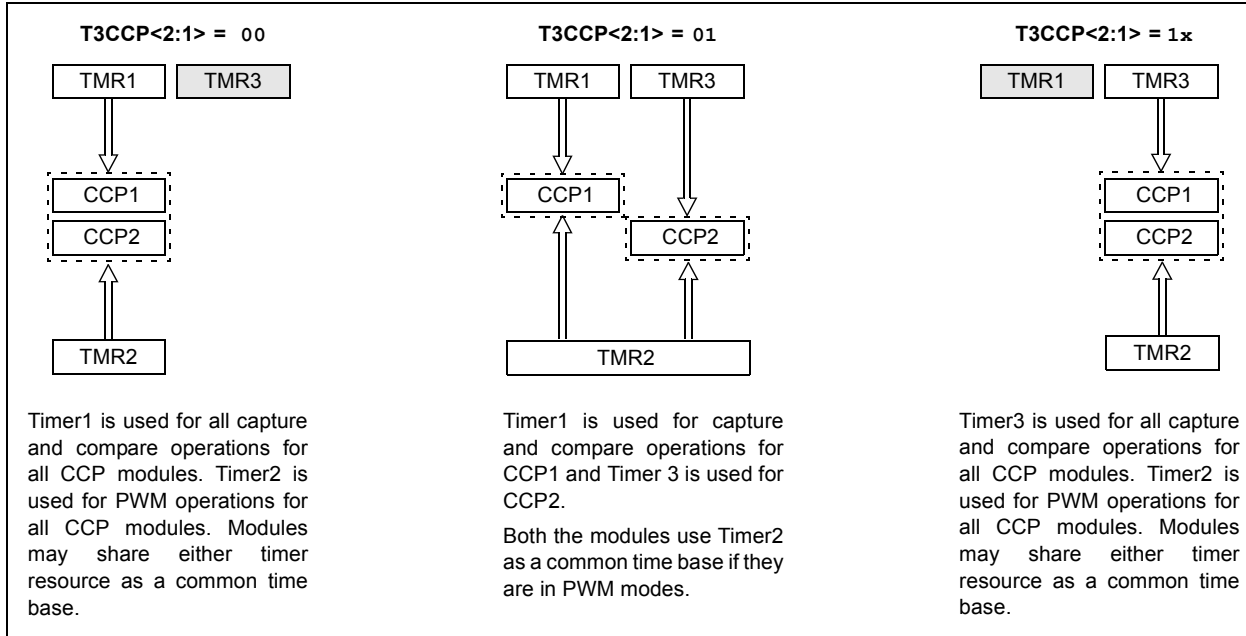 T3CCP<2:1> = 00
TMR1
TMR3
CCP1
CCP2
TMR2
Timer1 is used for all capture
and compare operations for
all CCP modules. Timer2 is
used for PWM operations for
all CCP modules. Modules
may share either timer
resource as a common time
base.
T3CCP<2:1> = 01
TMR1
TMR3
CCP1
CCP2
TMR2
Timer1 is used for capture
and compare operations for
CCP1 and Timer 3 is used for
CCP2.
Both the modules use Timer2
as a common time base if they
are in PWM modes.
T3CCP<2:1> = 1x
TMR1
TMR3
CCP1
CCP2
TMR2
Timer3 is used for all capture
and compare operations for
all CCP modules. Timer2 is
used for PWM operations for
all CCP modules. Modules
may share either timer
resource as a common time
base.